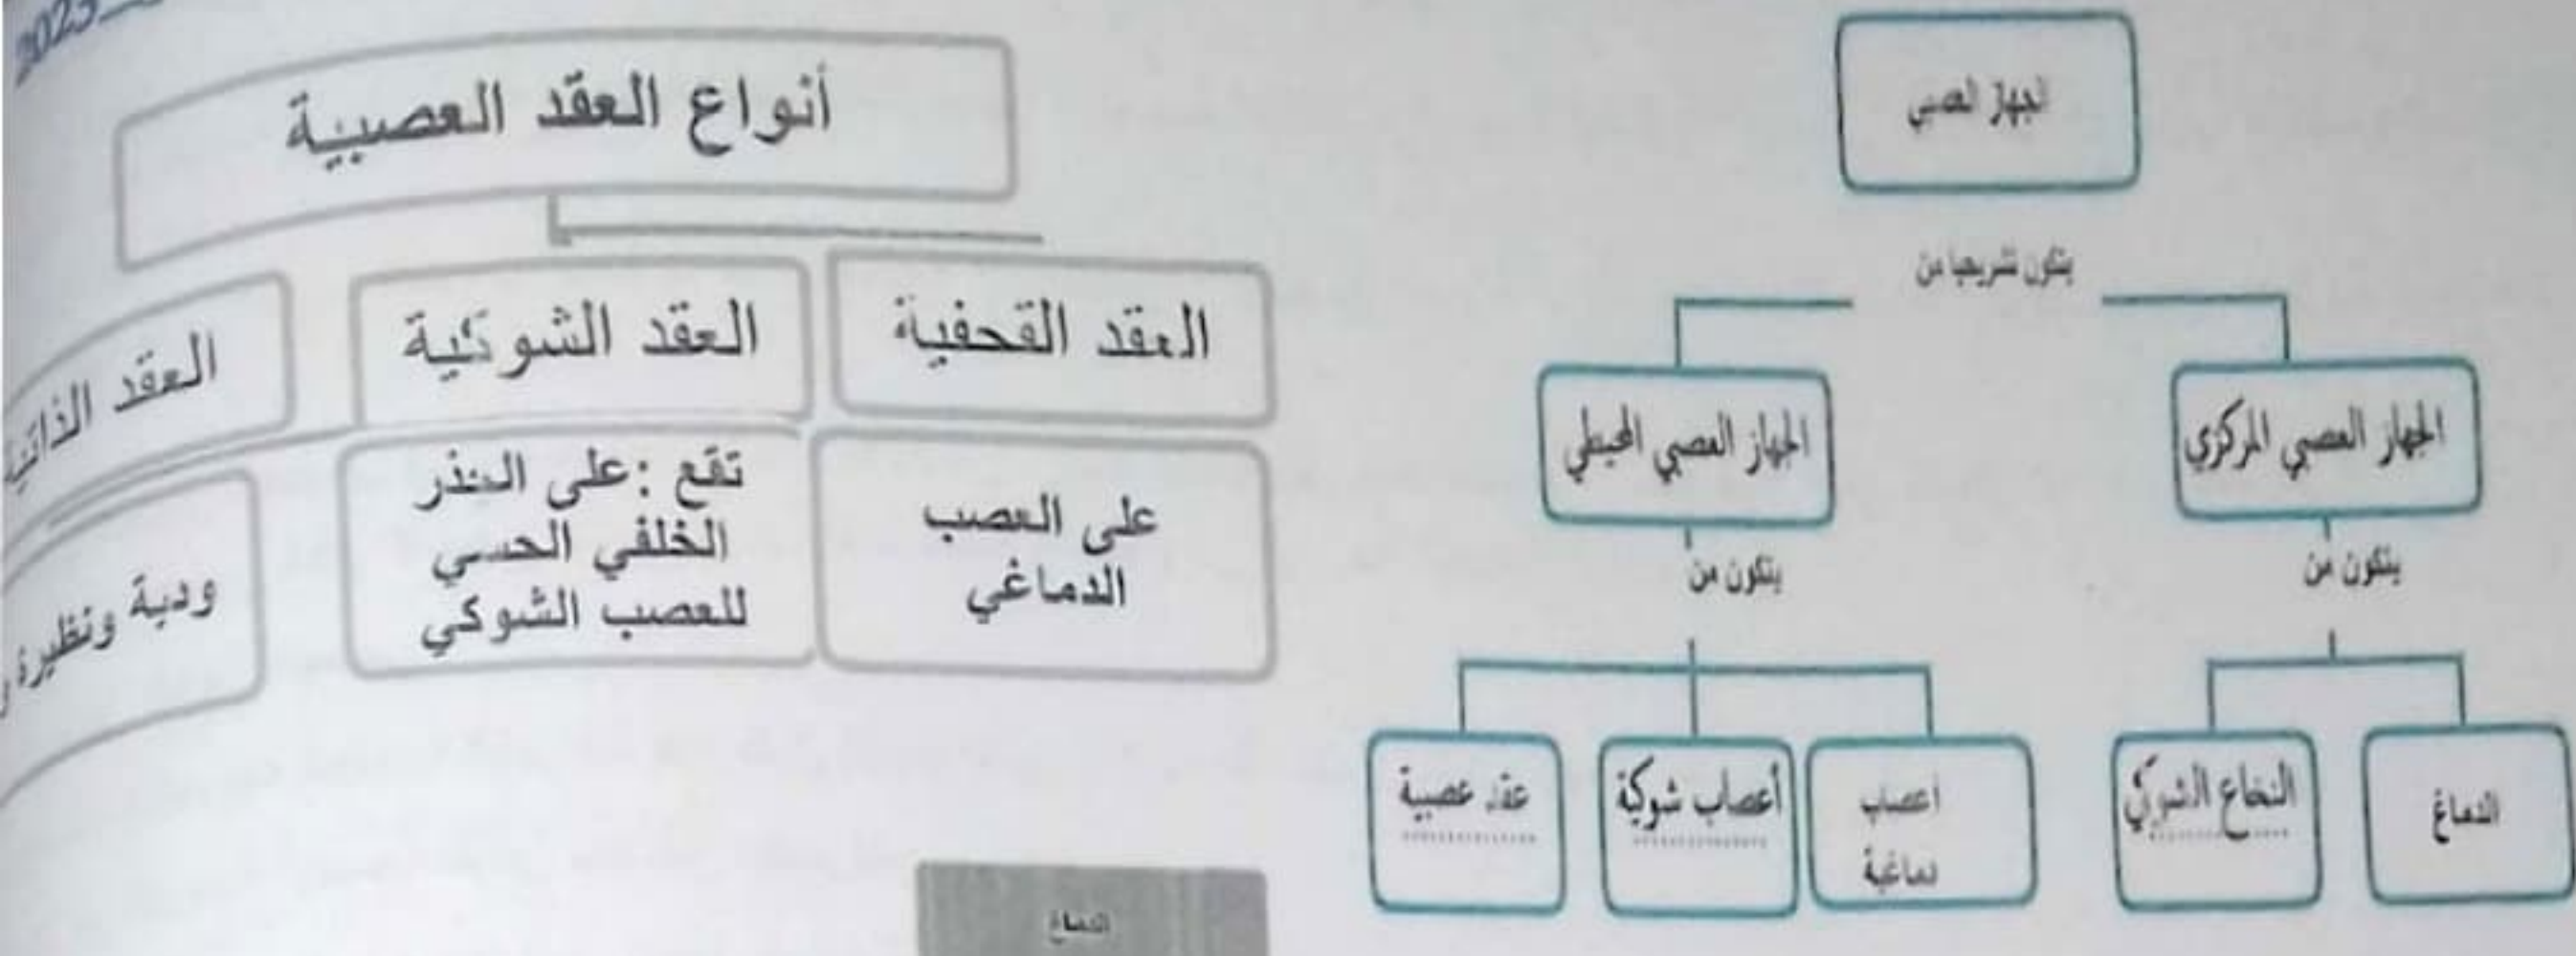 2023
الجهاز العصبي
يتكون تشريحيا من
الجهاز العصبي المركزي
الجهاز العصبي المحيطي
يتكون من
يتكون من
الدماغ
النخاع الشوكي
أعصاب
دماغية
أعصاب شوكية
عقد عصبية
أنواع العقد العصبية
العقد القحفية
العقد الشوكية
العقد الذاتية
على العصب
الدماغي
تقع :على الجذر
الخلفي الحسي
للعصب الشوكي
ودية ونظيرة
الدماغ